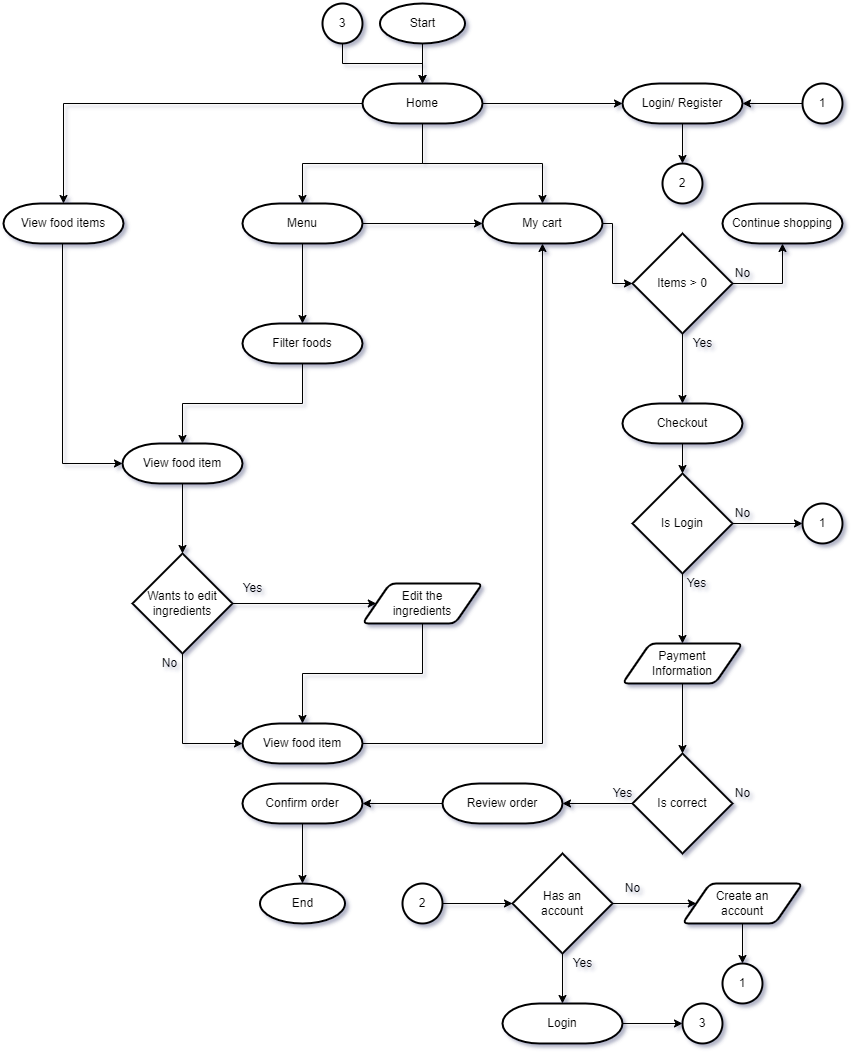 3
Start
Home
Login/ Register
1
2
View food items
Menu
My cart
Continue shopping
Items > 0
No
Yes
Filter foods
Checkout
View food item
Is Login
No
1
Yes
Wants to edit
ingredients
Yes
Edit the
ingredients
No
Payment
Information
View food item
Confirm order
Review order
Yes
Is correct
No
End
2
Has an
account
No
Create an
account
Yes
1
Login
3